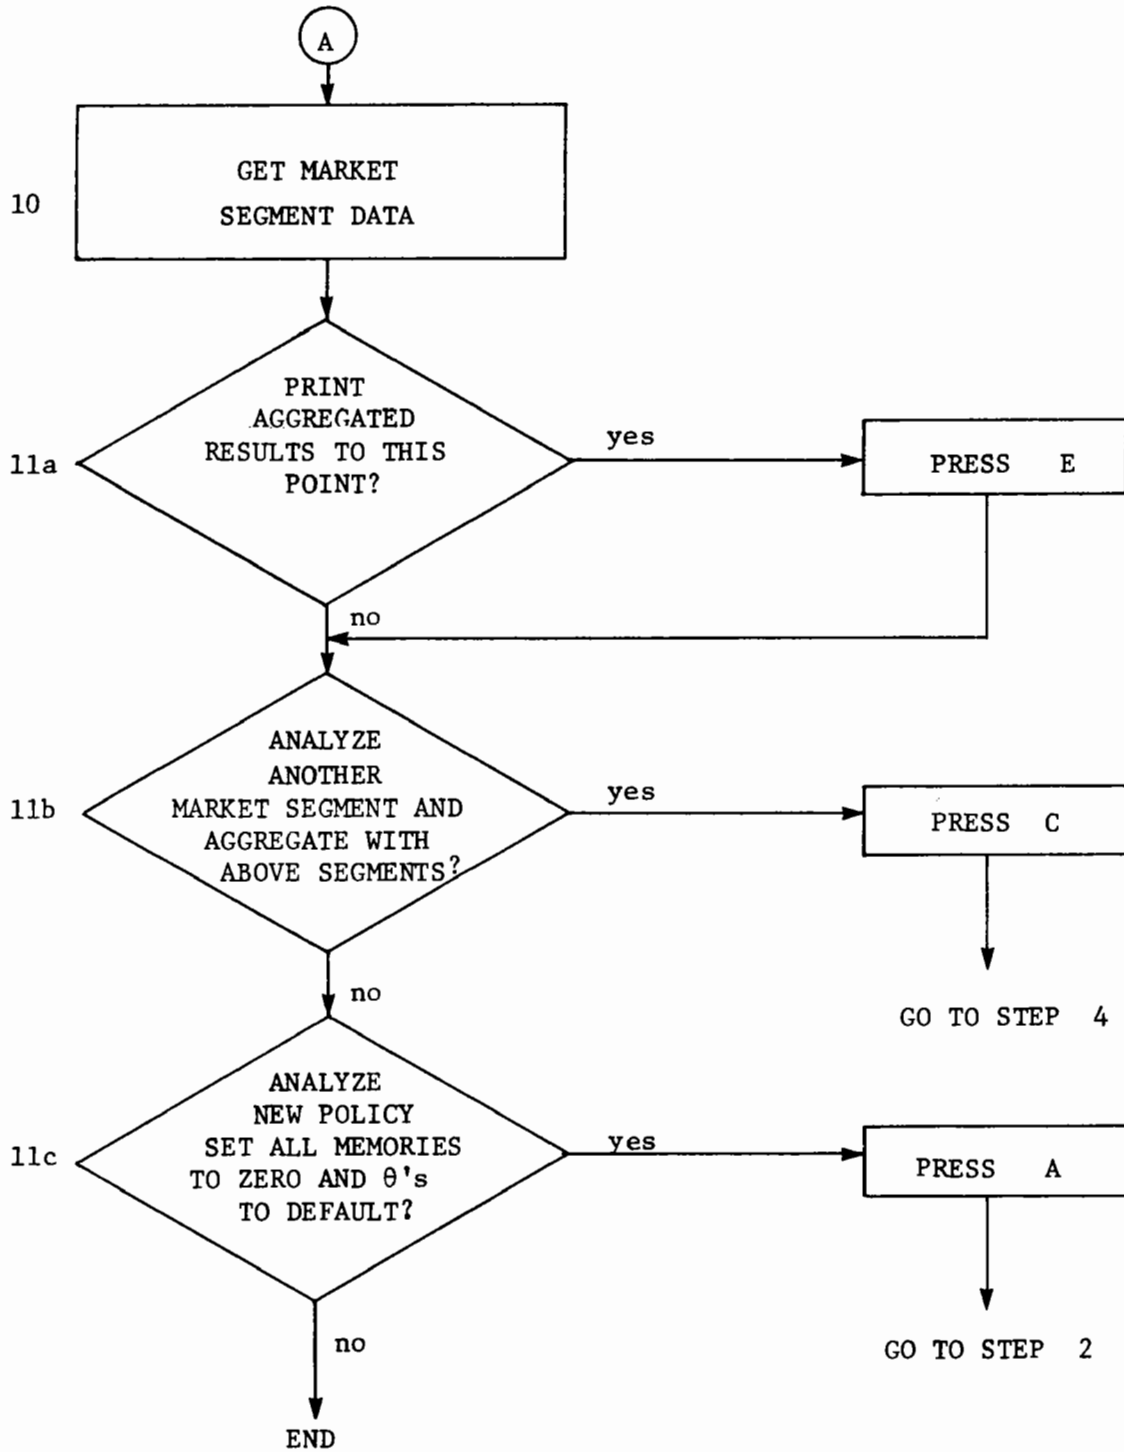 A
GET MARKET
10
SEGMENT DATA
PRINT
AGGREGATED
RESULTS TO THIS
POINT?
11a
yes
PRESS E
no
ANALYZE
ANOTHER
MARKET SEGMENT AND
AGGREGATE WITH
ABOVE SEGMENTS?
11b
yes
PRESS C
GO TO STEP 4
no
ANALYZE
NEW POLICY
SET ALL MEMORIES
TO ZERO AND θ's
TO DEFAULT?
11c
yes
PRESS A
GO TO STEP 2
no
END